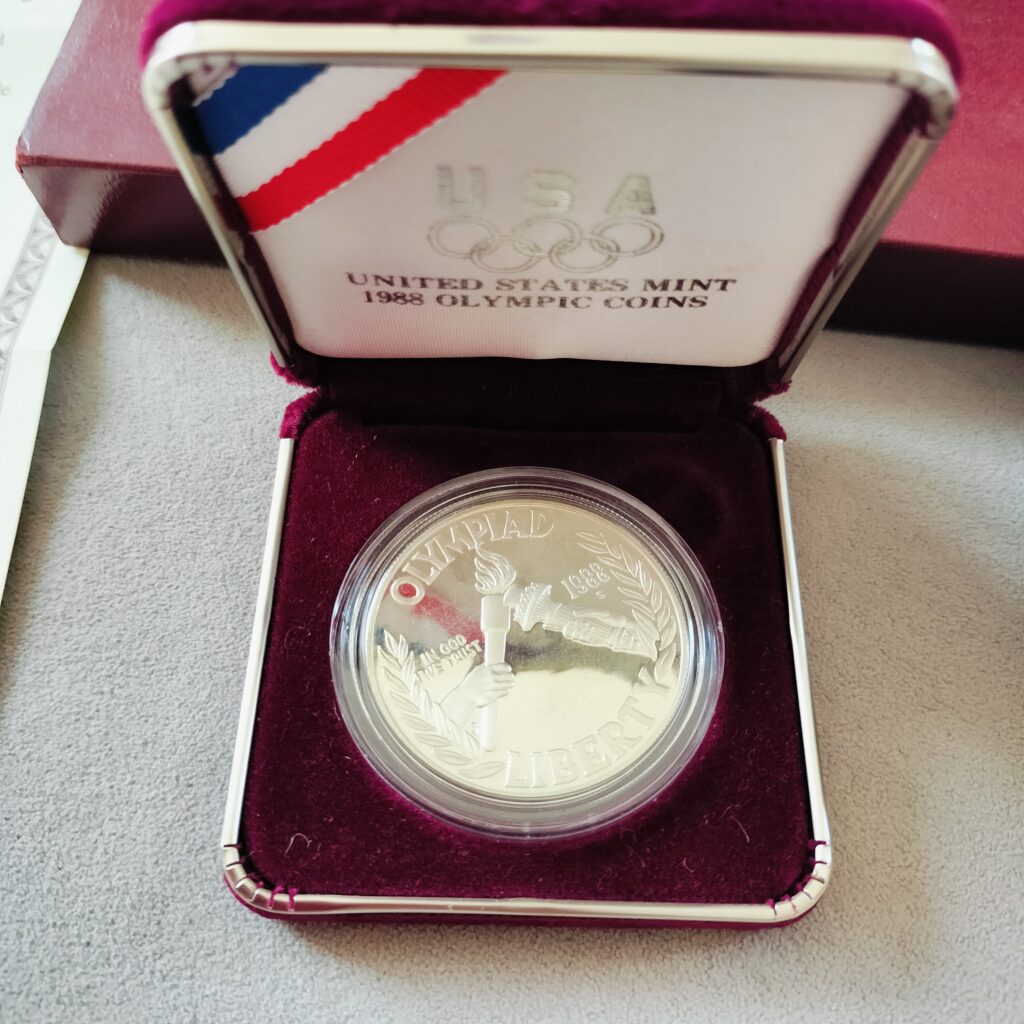 USA
UNITED STATES MINT
1988 OLYMPIC COINS
OLYMPIAD
1988
S
IN GOD
WE TRUST
LIBERTY